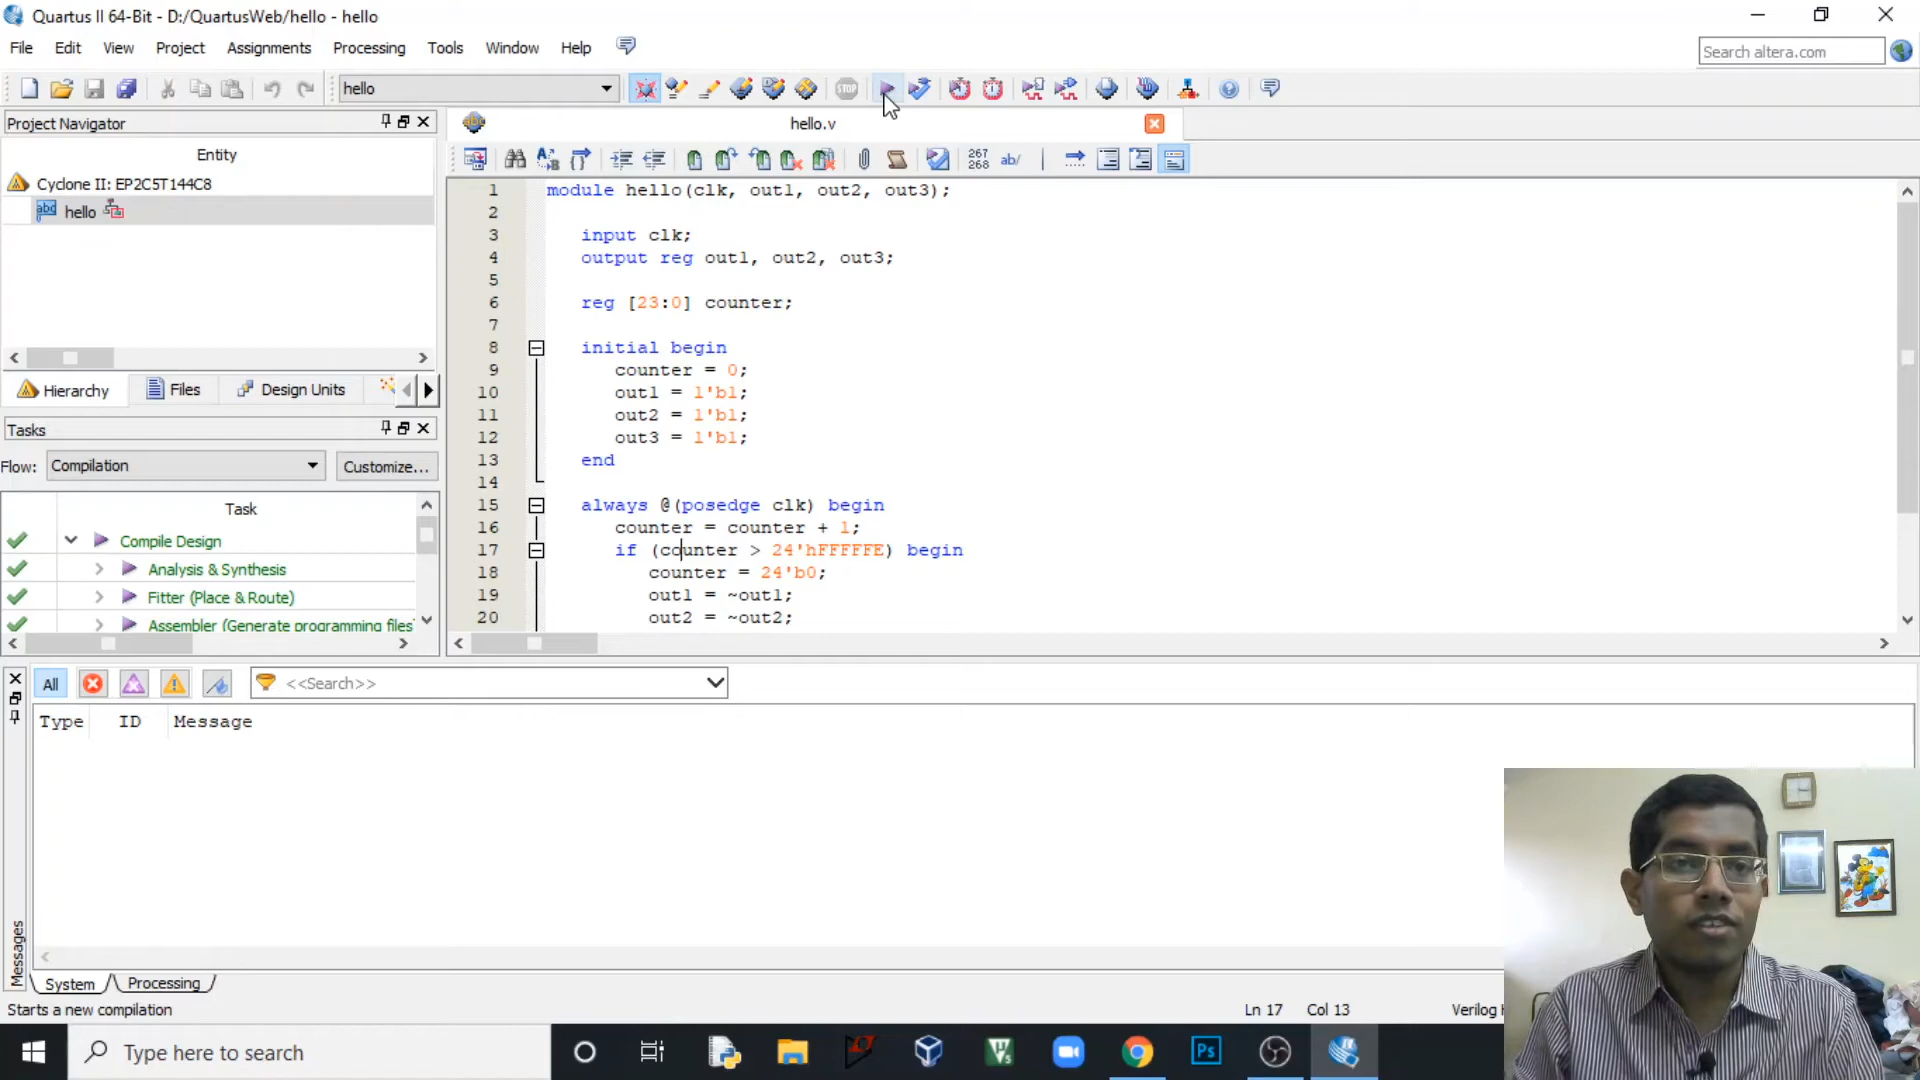 Quartus II 64-Bit - D:/QuartusWeb/hello - hello
File Edit View Project Assignments Processing Tools Window Help
Search altera.com
hello
STOP
Project Navigator
hello.v
Entity
267
268
ab/
Cyclone II: EP2C5T144C8
abc hello
Hierarchy Files Design Units
Tasks
Flow: Compilation Customize...
Task
Compile Design
Analysis & Synthesis
Fitter (Place & Route)
Assembler (Generate programming files)
1 module hello(clk, out1, out2, out3);
2
3 input clk;
4 output reg out1, out2, out3;
5
6 reg [23:0] counter;
7
8 initial begin
9 counter = 0;
10 out1 = 1'b1;
11 out2 = 1'b1;
12 out3 = 1'b1;
13 end
14
15 always @(posedge clk) begin
16 counter = counter + 1;
17 if (counter > 24'hFFFFFE) begin
18 counter = 24'b0;
19 out1 = ~out1;
20 out2 = ~out2;
All <<Search>>
Type ID Message
Messages
System Processing
Starts a new compilation
Ln 17 Col 13 Verilog
Type here to search
Ps